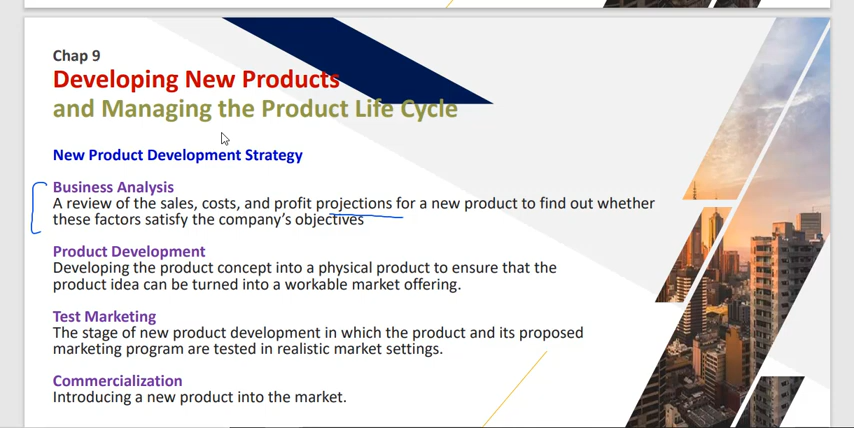 Chap 9
Developing New Products
and Managing the Product Life Cycle
New Product Development Strategy
Business Analysis
A review of the sales, costs, and profit projections for a new product to find out whether
these factors satisfy the company's objectives
Product Development
Developing the product concept into a physical product to ensure that the
product idea can be turned into a workable market offering.
Test Marketing
The stage of new product development in which the product and its proposed
marketing program are tested in realistic market settings.
Commercialization
Introducing a new product into the market.